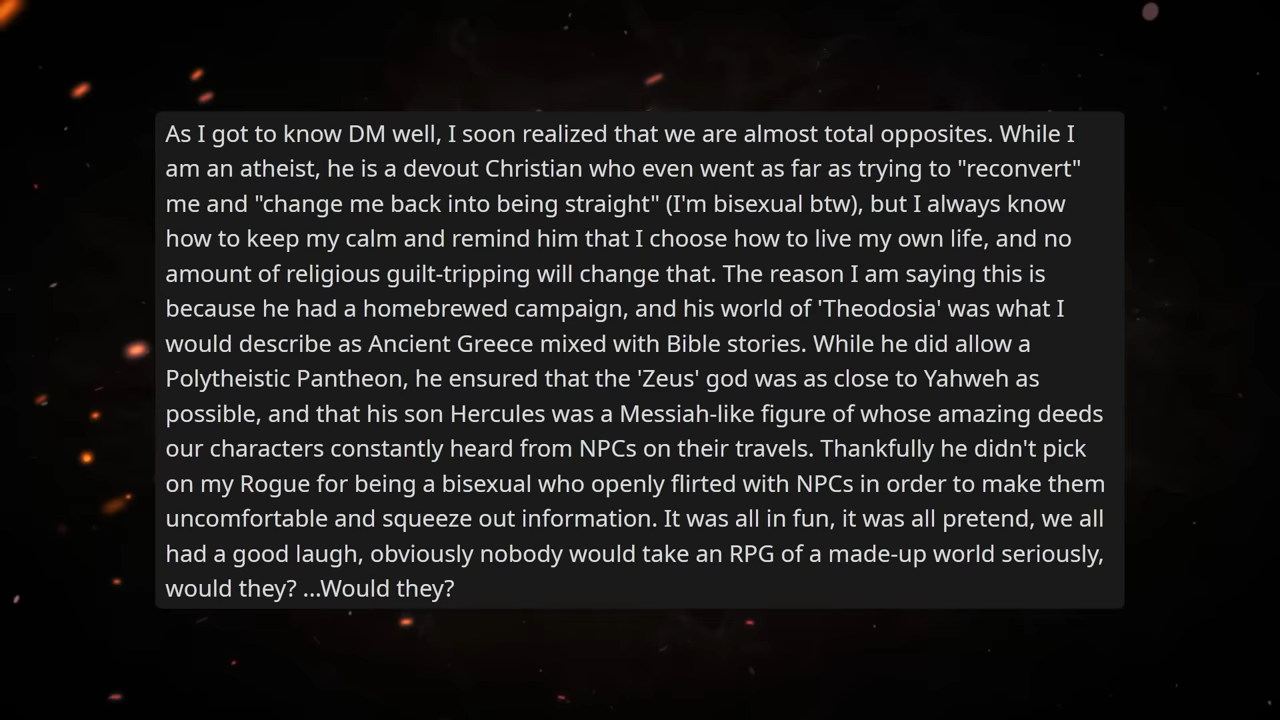 As I got to know DM well, I soon realized that we are almost total opposites. While I
am an atheist, he is a devout Christian who even went as far as trying to "reconvert"
me and "change me back into being straight" (I'm bisexual btw), but I always know
how to keep my calm and remind him that I choose how to live my own life, and no
amount of religious guilt-tripping will change that. The reason I am saying this is
because he had a homebrewed campaign, and his world of 'Theodosia' was what I
would describe as Ancient Greece mixed with Bible stories. While he did allow a
Polytheistic Pantheon, he ensured that the 'Zeus' god was as close to Yahweh as
possible, and that his son Hercules was a Messiah-like figure of whose amazing deeds
our characters constantly heard from NPCs on their travels. Thankfully he didn't pick
on my Rogue for being a bisexual who openly flirted with NPCs in order to make them
uncomfortable and squeeze out information. It was all in fun, it was all pretend, we all
had a good laugh, obviously nobody would take an RPG of a made-up world seriously,
would they? ...Would they?